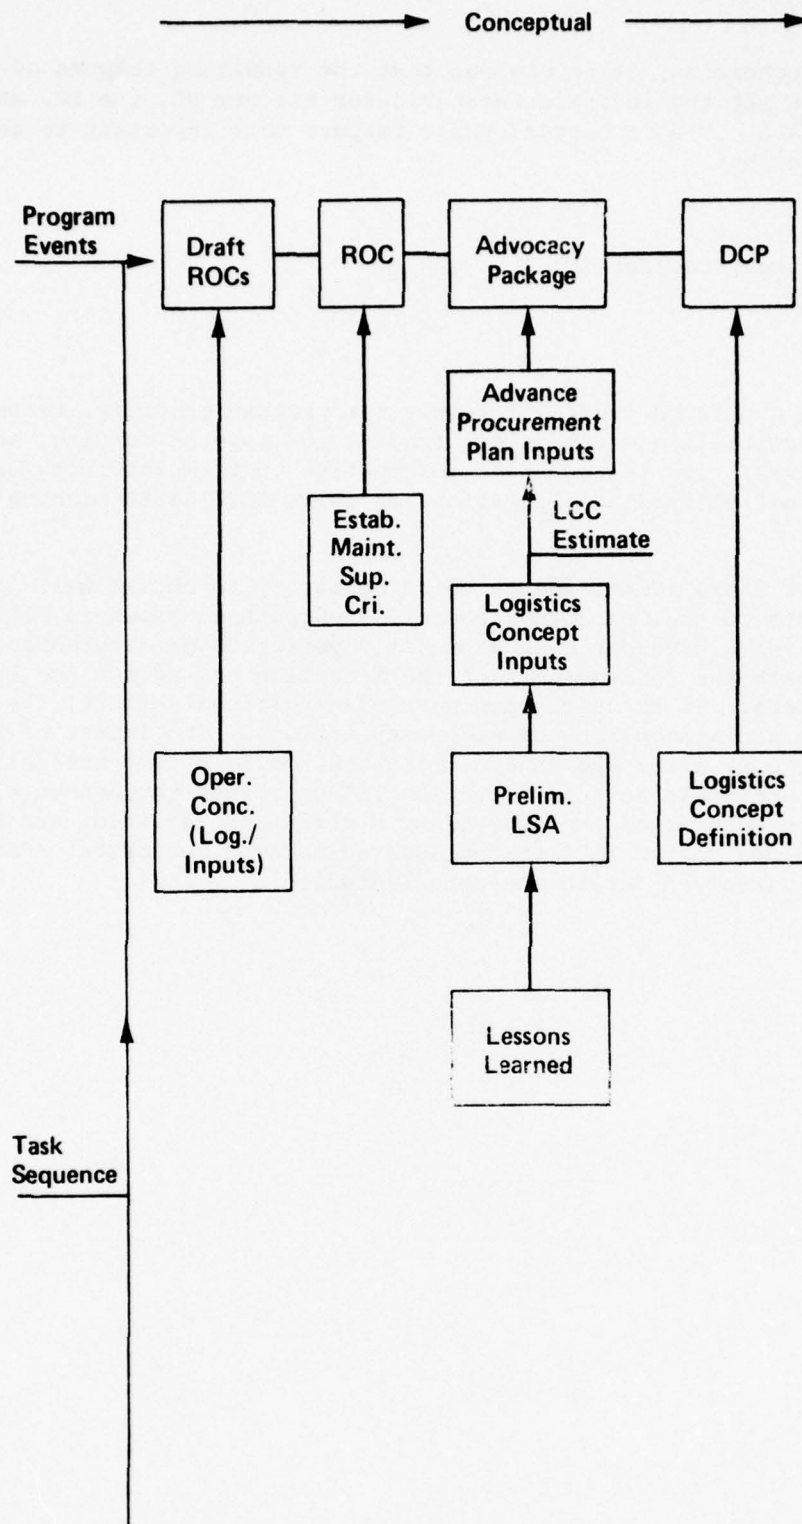 Conceptual
Program
Events
Draft
ROCs
ROC
Advocacy
Package
DCP
Advance
Procurement
Plan Inputs
LCC
Estimate
Estab.
Maint.
Sup.
Cri.
Logistics
Concept
Inputs
Oper.
Conc.
(Log./
Inputs)
Prelim.
LSA
Logistics
Concept
Definition
Lessons
Learned
Task
Sequence